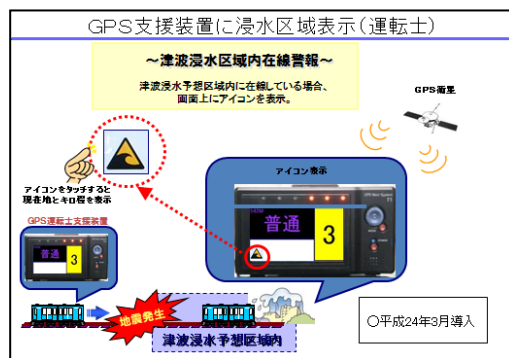 GPS支援装置に浸水区域表示(運転士)
～津波浸水区域内在線警報～
津波浸水予想区域内に在線している場合、
画面上にアイコンを表示。
GPS衛星
アイコンをタッチすると
現在地とキロ程を表示
アイコン表示
GPS運転士支援装置
普通
3
普通
3
地震発生
津波浸水予想区域内
○平成24年3月導入